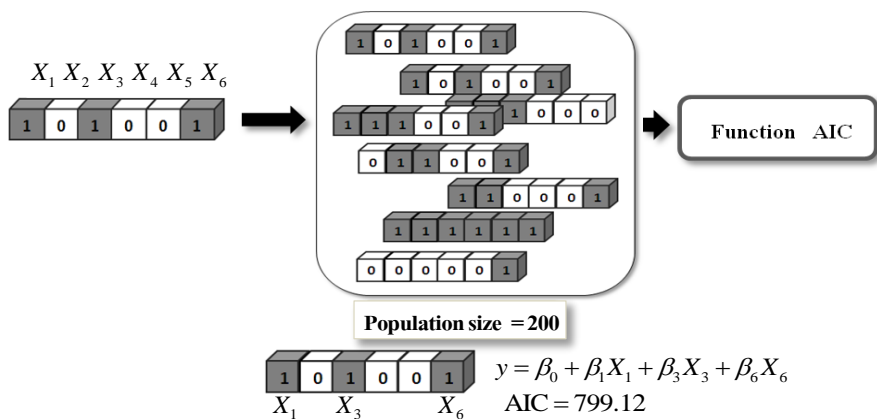 X₁ X₂ X₃ X₄ X₅ X₆
1 0 1 0 0 1
1 0 1 0 0 1
1 0 1 0 0 1
1 0 0 0
1 1 1 0 0 1
0 1 1 0 0 1
1 1 0 0 0 1
1 1 1 1 1 1
0 0 0 0 0 1
Function AIC
Population size = 200
1 0 1 0 0 1
X₁ X₃ X₆
y = β₀ + β₁X₁ + β₃X₃ + β₆X₆
AIC = 799.12